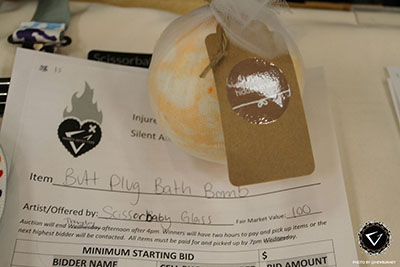 Scissorbaby
# 15
Injure
Silent A
Item Butt Plug Bath Bomb
Artist/Offered by: Scissorbaby Glass Fair Market Value: 100
Auction will end Wednesday afternoon after 4pm. Winners will have two hours to pick up items or the
next highest bidder will be contacted. All items must be paid for and picked up by 7pm Wednesday.
MINIMUM STARTING BID $
BIDDER NAME BID AMOUNT